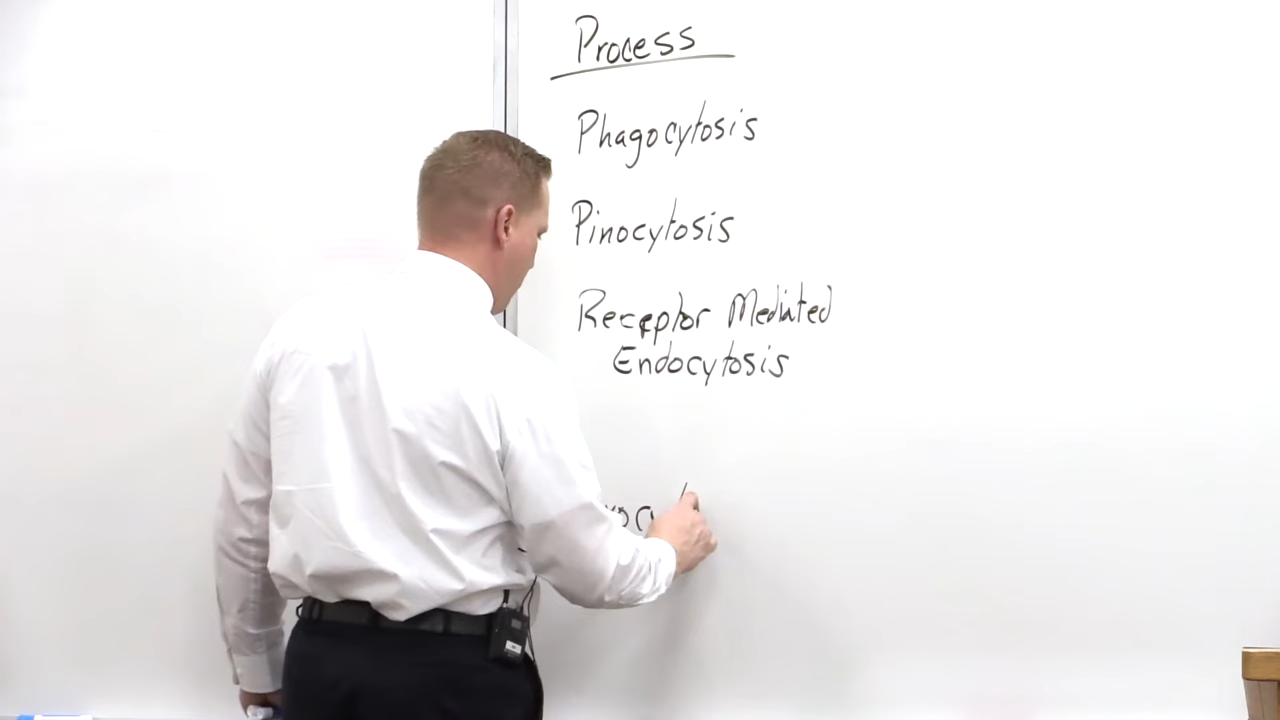 Process
Phagocytosis
Pinocytosis
Receptor Mediated
Endocytosis